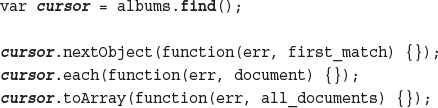 var cursor = albums.find();
cursor.nextObject(function(err, first_match) {});
cursor.each(function(err, document) {});
cursor.toArray(function(err, all_documents) {});